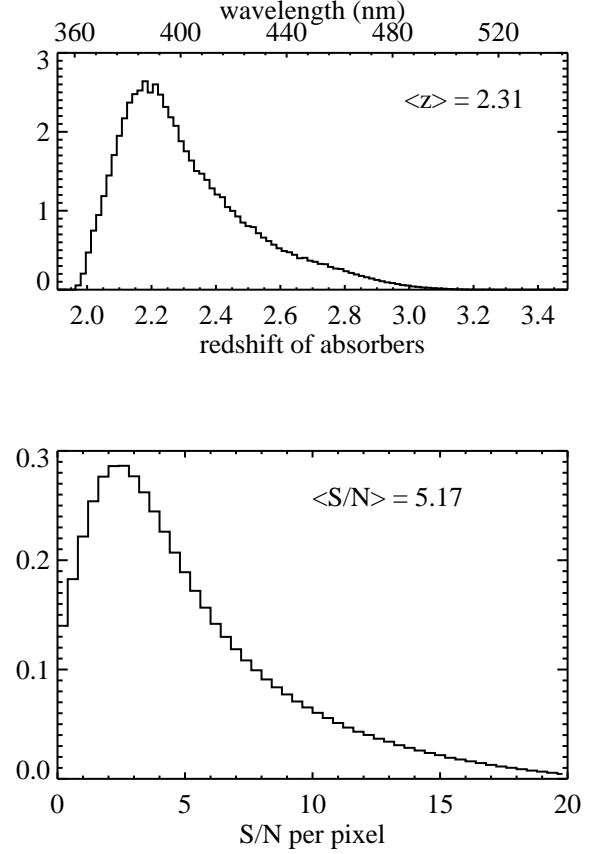 wavelength (nm)
360 400 440 480 520
3
<z> = 2.31
2
1
0
2.0 2.2 2.4 2.6 2.8 3.0 3.2 3.4
redshift of absorbers
0.3
<S/N> = 5.17
0.2
0.1
0.0
0 5 10 15 20
S/N per pixel